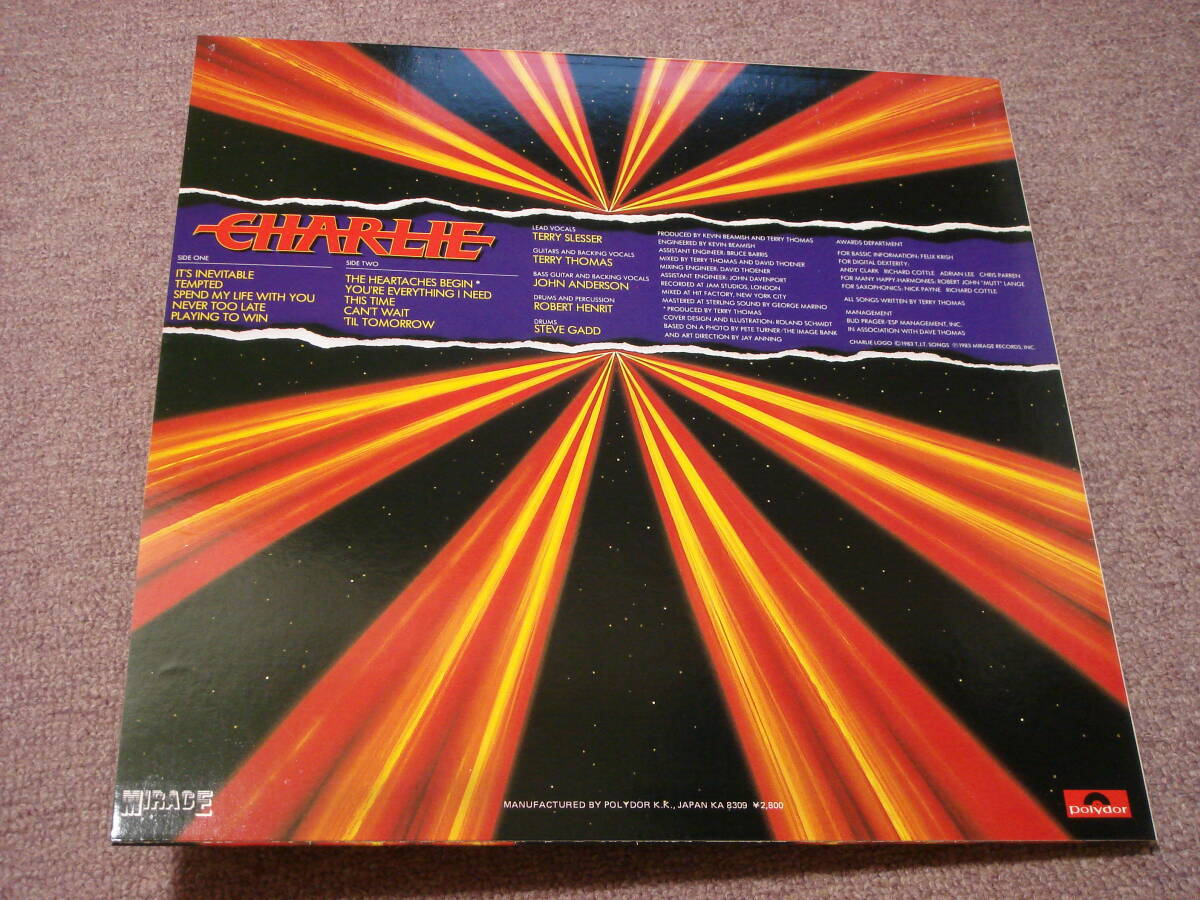 CHARLIE
SIDE ONE
IT'S INEVITABLE
TEMPTED
SPEND MY LIFE WITH YOU
NEVER TOO LATE
PLAYING TO WIN
SIDE TWO
THE HEARTACHES BEGIN *
YOU'RE EVERYTHING I NEED
THIS TIME
CAN'T WAIT
'TIL TOMORROW
LEAD VOCALS
TERRY SLESSER
GUITARS AND BACKING VOCALS
TERRY THOMAS
BASS GUITAR AND BACKING VOCALS
JOHN ANDERSON
DRUMS AND PERCUSSION
ROBERT HENRIT
DRUMS
STEVE GADD
PRODUCED BY KEVIN BEAMISH AND TERRY THOMAS
ENGINEERED BY KEVIN BEAMISH
ASSISTANT ENGINEER: BRUCE BARRIS
MIXED BY TERRY THOMAS AND DAVID THOENER
MIXING ENGINEER: DAVID THOENER
ASSISTANT ENGINEER: JOHN DAVENPORT
RECORDED AT JAM STUDIOS, LONDON
MIXED AT HIT FACTORY, NEW YORK CITY
MASTERED AT STERLING SOUND BY GEORGE MARINO
* PRODUCED BY TERRY THOMAS
COVER DESIGN AND ILLUSTRATION: ROLAND SCHMIDT
BASED ON A PHOTO BY PETE TURNER/THE IMAGE BANK
AND ART DIRECTION BY JAY ANNING
AWARDS DEPARTMENT
FOR BASSIC INFORMATION: FELIX KRISH
FOR DIGITAL DEXTERITY:
ANDY CLARK RICHARD COTTLE ADRIAN LEE CHRIS PARREN
FOR MANY HAPPY HARMONIES: ROBERT JOHN "MUTT" LANGE
FOR SAXOPHONICS: NICK PAYNE RICHARD COTTLE
ALL SONGS WRITTEN BY TERRY THOMAS
MANAGEMENT
BUD PRAGER/ESP MANAGEMENT, INC.
IN ASSOCIATION WITH DAVE THOMAS
CHARLIE LOGO ©1983 T.J.T. SONGS ℗1983 MIRAGE RECORDS, INC.
MIRAGE
MANUFACTURED BY POLYDOR K.K., JAPAN KA 8309 ¥2,800
polydor